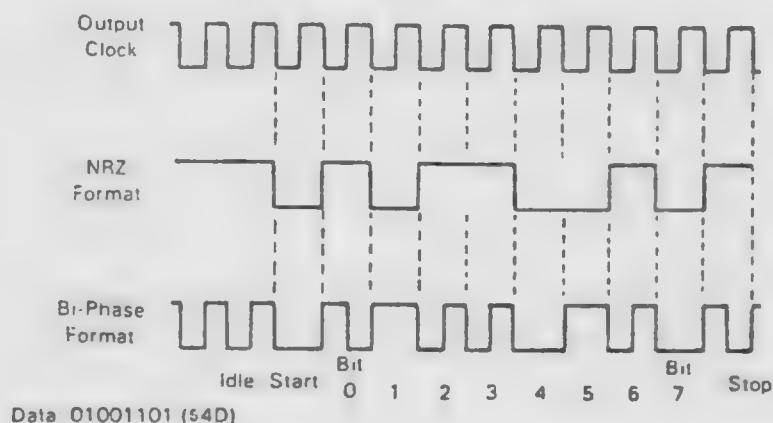 Output
Clock
NRZ
Format
Bi-Phase
Format
Idle Start Bit 0 1 2 3 4 5 6 Bit 7 Stop
Data 01001101 (54D)